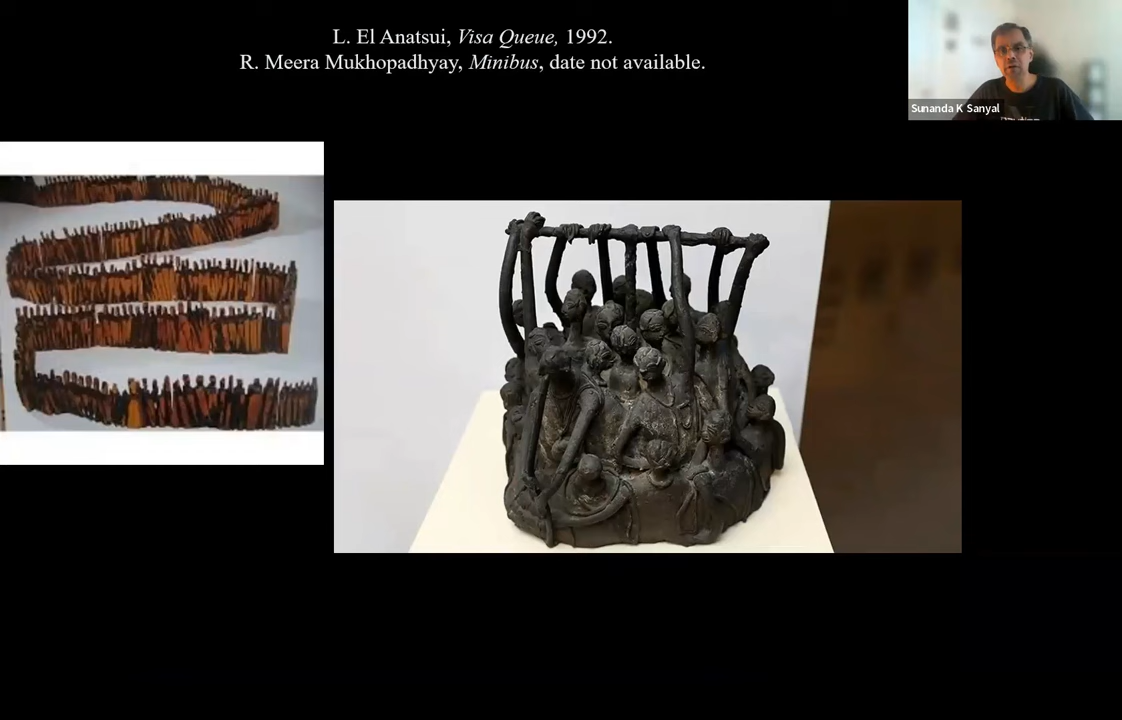 L. El Anatsui, Visa Queue, 1992.
R. Meera Mukhopadhyay, Minibus, date not available.
Sunanda K Sanyal